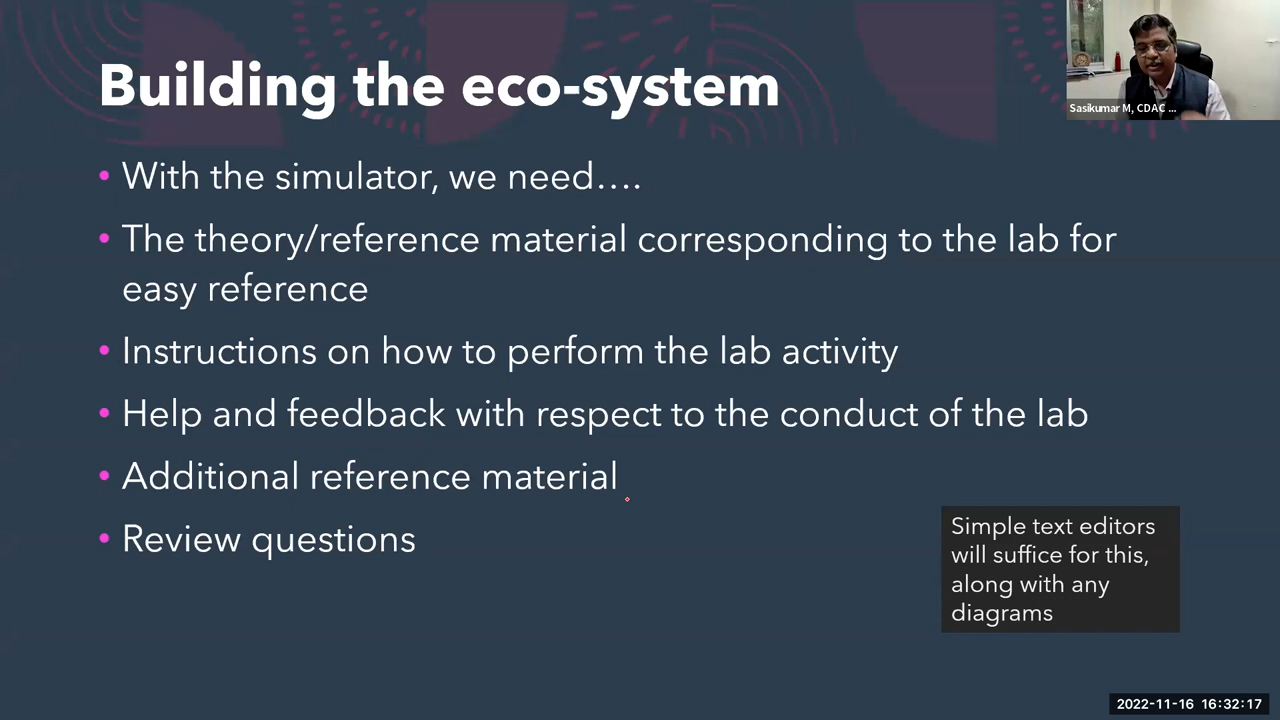 Building the eco-system
Sasikumar M, CDAC ...
• With the simulator, we need....
• The theory/reference material corresponding to the lab for
easy reference
• Instructions on how to perform the lab activity
• Help and feedback with respect to the conduct of the lab
• Additional reference material
• Review questions
Simple text editors
will suffice for this,
along with any
diagrams
2022-11-16 16:32:17